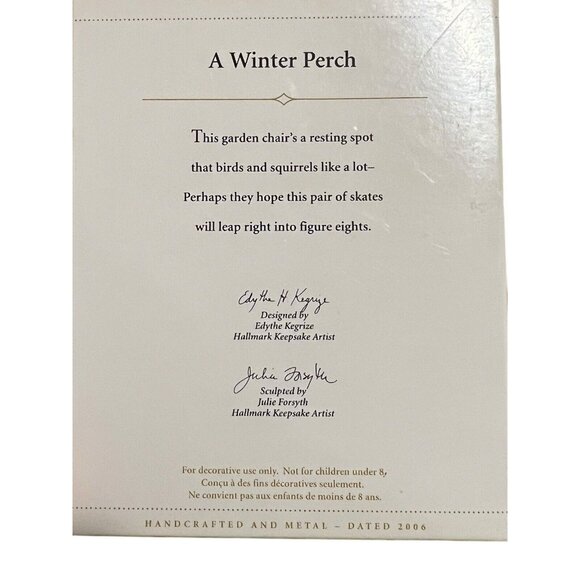 A Winter Perch
This garden chair's a resting spot
that birds and squirrels like a lot–
Perhaps they hope this pair of skates
will leap right into figure eights.
Edythe H Kegrize
Designed by
Edythe Kegrize
Hallmark Keepsake Artist
Julie Forsyth
Sculpted by
Julie Forsyth
Hallmark Keepsake Artist
For decorative use only. Not for children under 8.
Conçu à des fins décoratives seulement.
Ne convient pas aux enfants de moins de 8 ans.
HANDCRAFTED AND METAL – DATED 2006